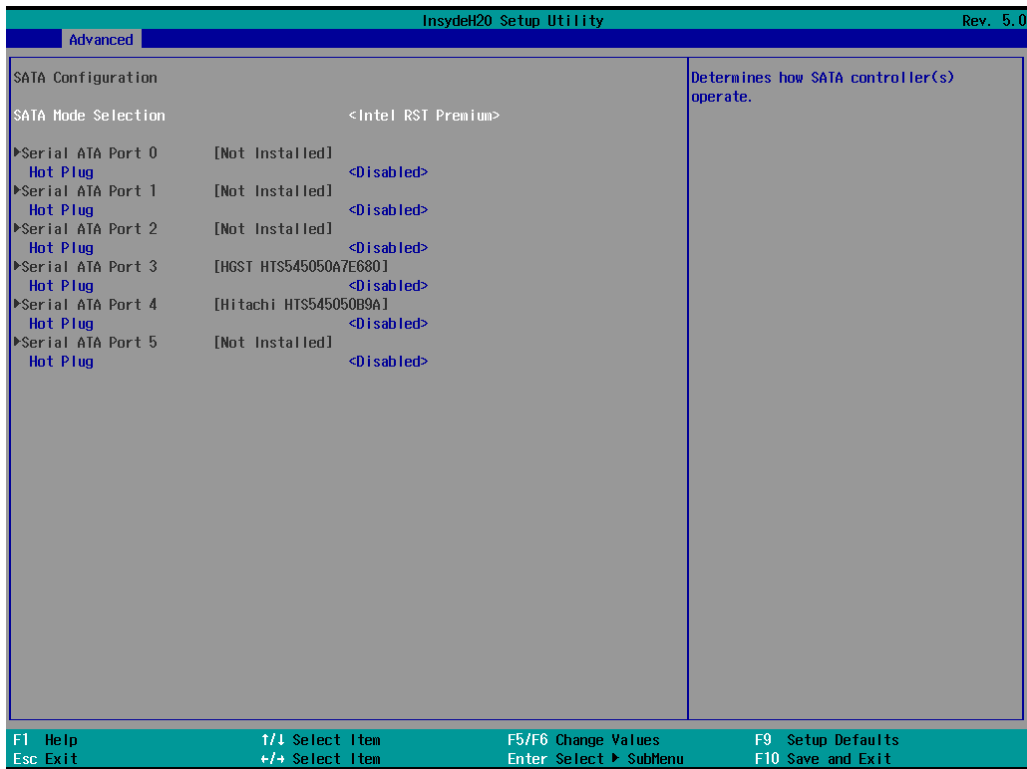 InsydeH2O Setup Utility Rev. 5.0
Advanced
SATA Configuration
SATA Mode Selection <Intel RST Premium>
▶Serial ATA Port 0 [Not Installed]
Hot Plug <Disabled>
▶Serial ATA Port 1 [Not Installed]
Hot Plug <Disabled>
▶Serial ATA Port 2 [Not Installed]
Hot Plug <Disabled>
▶Serial ATA Port 3 [HGST HTS545050A7E680]
Hot Plug <Disabled>
▶Serial ATA Port 4 [Hitachi HTS545050B9A]
Hot Plug <Disabled>
▶Serial ATA Port 5 [Not Installed]
Hot Plug <Disabled>
Determines how SATA controller(s)
operate.
F1 Help ↑/↓ Select Item F5/F6 Change Values F9 Setup Defaults
Esc Exit ←/→ Select Item Enter Select ▶ SubMenu F10 Save and Exit